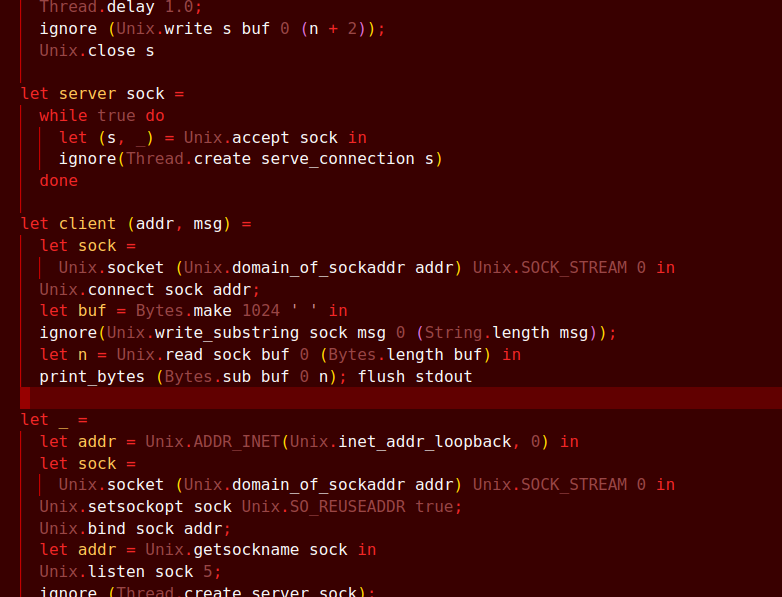 Thread.delay 1.0;
ignore (Unix.write s buf 0 (n + 2));
Unix.close s
let server sock =
while true do
let (s, _) = Unix.accept sock in
ignore(Thread.create serve_connection s)
done
let client (addr, msg) =
let sock =
Unix.socket (Unix.domain_of_sockaddr addr) Unix.SOCK_STREAM 0 in
Unix.connect sock addr;
let buf = Bytes.make 1024 ' ' in
ignore(Unix.write_substring sock msg 0 (String.length msg));
let n = Unix.read sock buf 0 (Bytes.length buf) in
print_bytes (Bytes.sub buf 0 n); flush stdout
let _ =
let addr = Unix.ADDR_INET(Unix.inet_addr_loopback, 0) in
let sock =
Unix.socket (Unix.domain_of_sockaddr addr) Unix.SOCK_STREAM 0 in
Unix.setsockopt sock Unix.SO_REUSEADDR true;
Unix.bind sock addr;
let addr = Unix.getsockname sock in
Unix.listen sock 5;
ignore (Thread.create server sock);